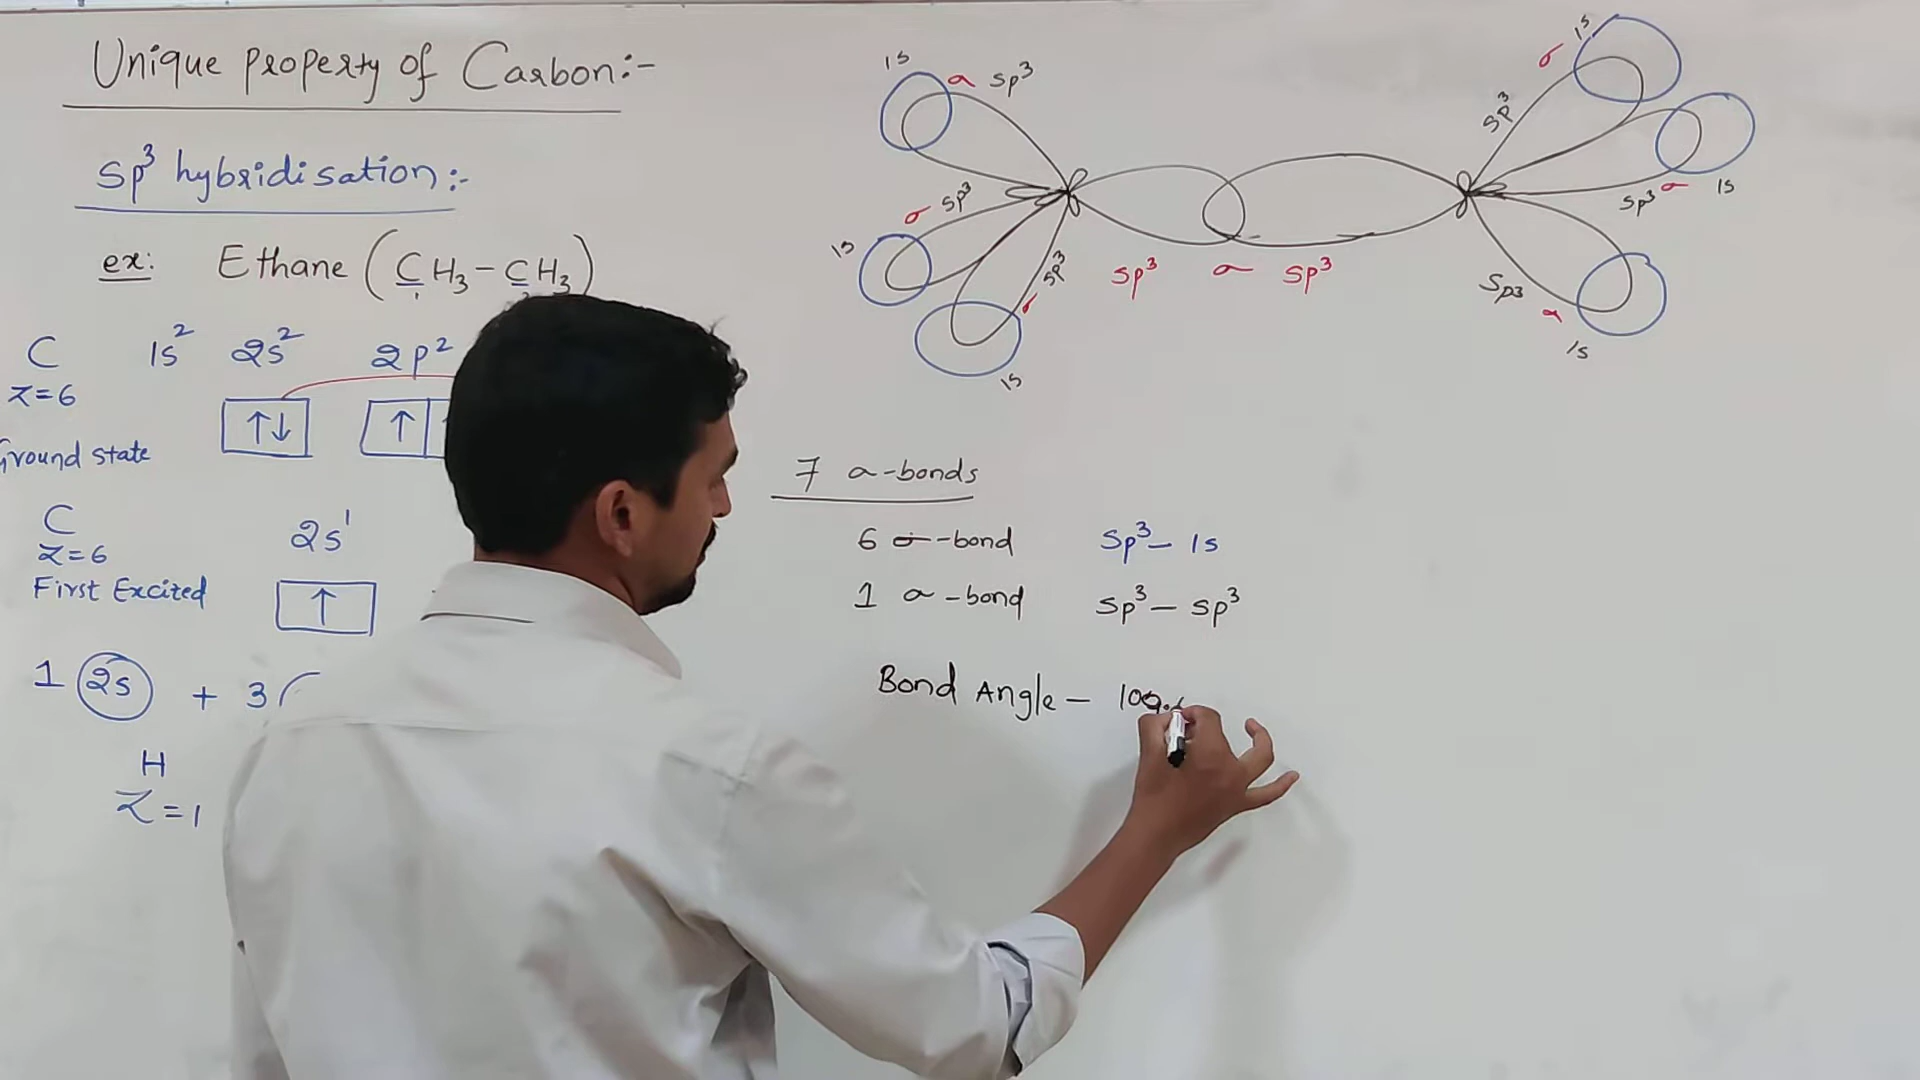 Unique property of Carbon:-
Sp³ hybridisation:-
ex: Ethane (CH₃-CH₃)
1
C 1s² 2s² 2p²
Z=6
↑↓ ↑
Ground state
C 2s¹
Z=6
First Excited
↑
1 2s + 3
H
Z=1
1s σ sp³
σ sp³
1s
sp³
σ
1s
sp³ σ sp³
σ 1s
sp³
sp³ σ 1s
Sp3
σ
1s
7 σ-bonds
6 σ-bond sp³- 1s
1 σ-bond sp³- sp³
Bond Angle - 109.